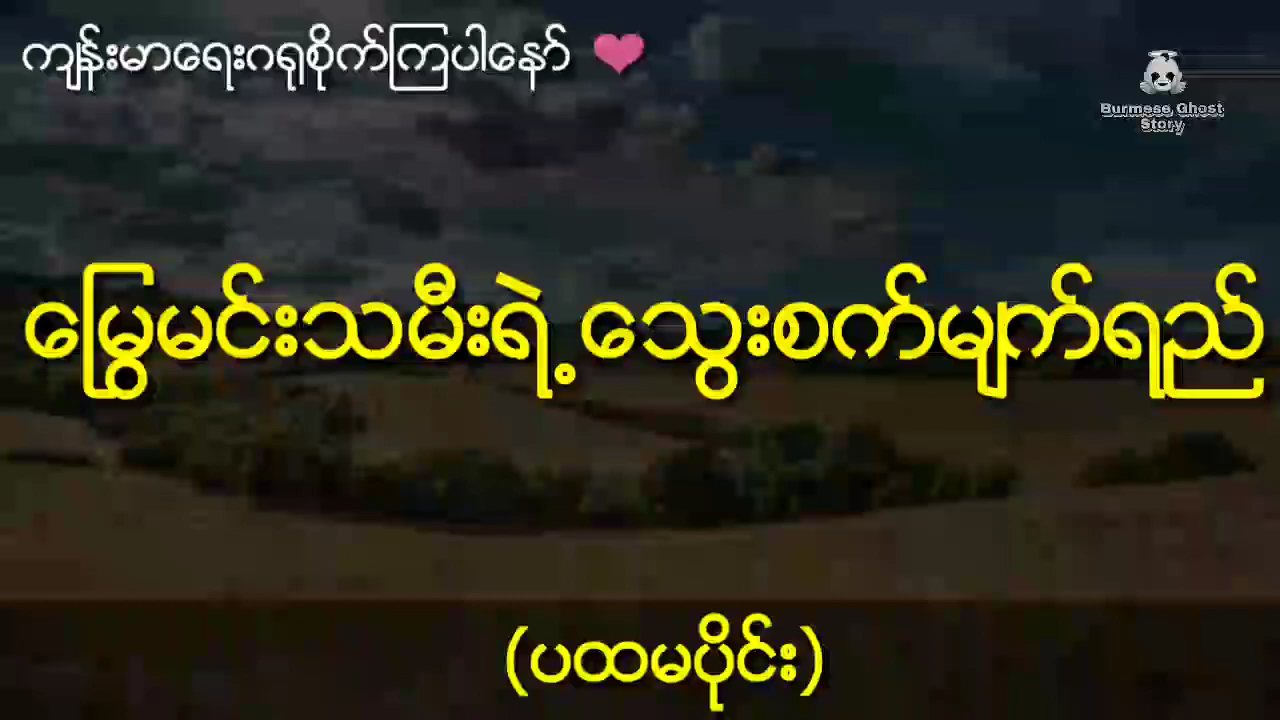 ကျန်းမာရေးဂရုစိုက်ကြပါနော် ❤
Burmese Ghost
Story
မြွေမင်းသမီးရဲ့သွေးစက်မျက်ရည်
(ပထမပိုင်း)